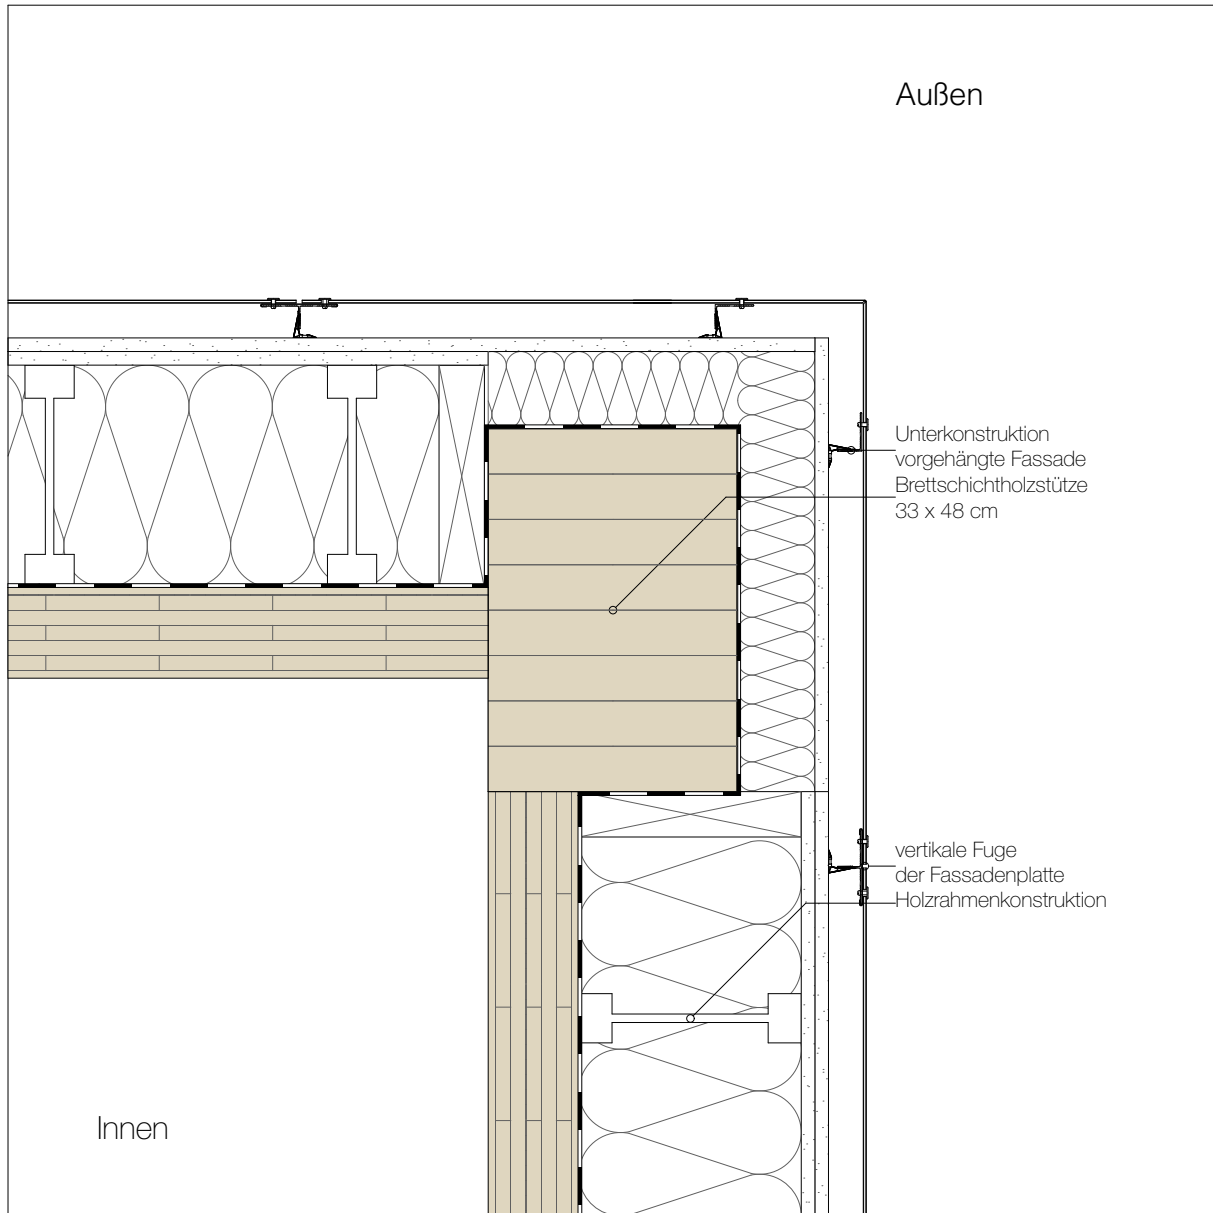 Außen
Unterkonstruktion
vorgehängte Fassade
Brettschichtholzstütze
33 x 48 cm
vertikale Fuge
der Fassadenplatte
Holzrahmenkonstruktion
Innen